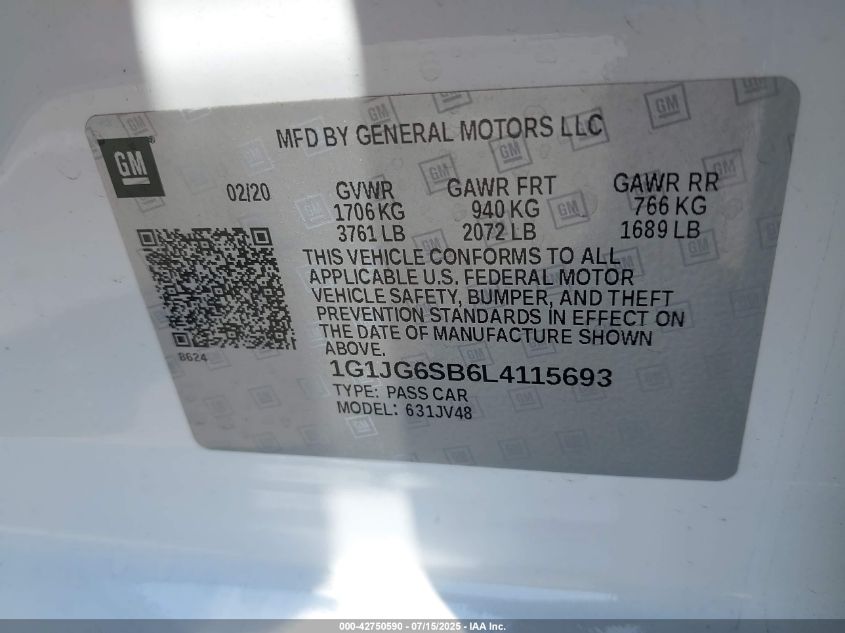 MFD BY GENERAL MOTORS LLC
GM
02/20 GVWR GAWR FRT GAWR RR
1706 KG 940 KG 766 KG
3761 LB 2072 LB 1689 LB
THIS VEHICLE CONFORMS TO ALL
APPLICABLE U.S. FEDERAL MOTOR
VEHICLE SAFETY, BUMPER, AND THEFT
PREVENTION STANDARDS IN EFFECT ON
THE DATE OF MANUFACTURE SHOWN
ABOVE.
8624
1G1JG6SB6L4115693
TYPE: PASS CAR
MODEL: 631JV48
000-42750590 - 07/15/2025 - IAA Inc.